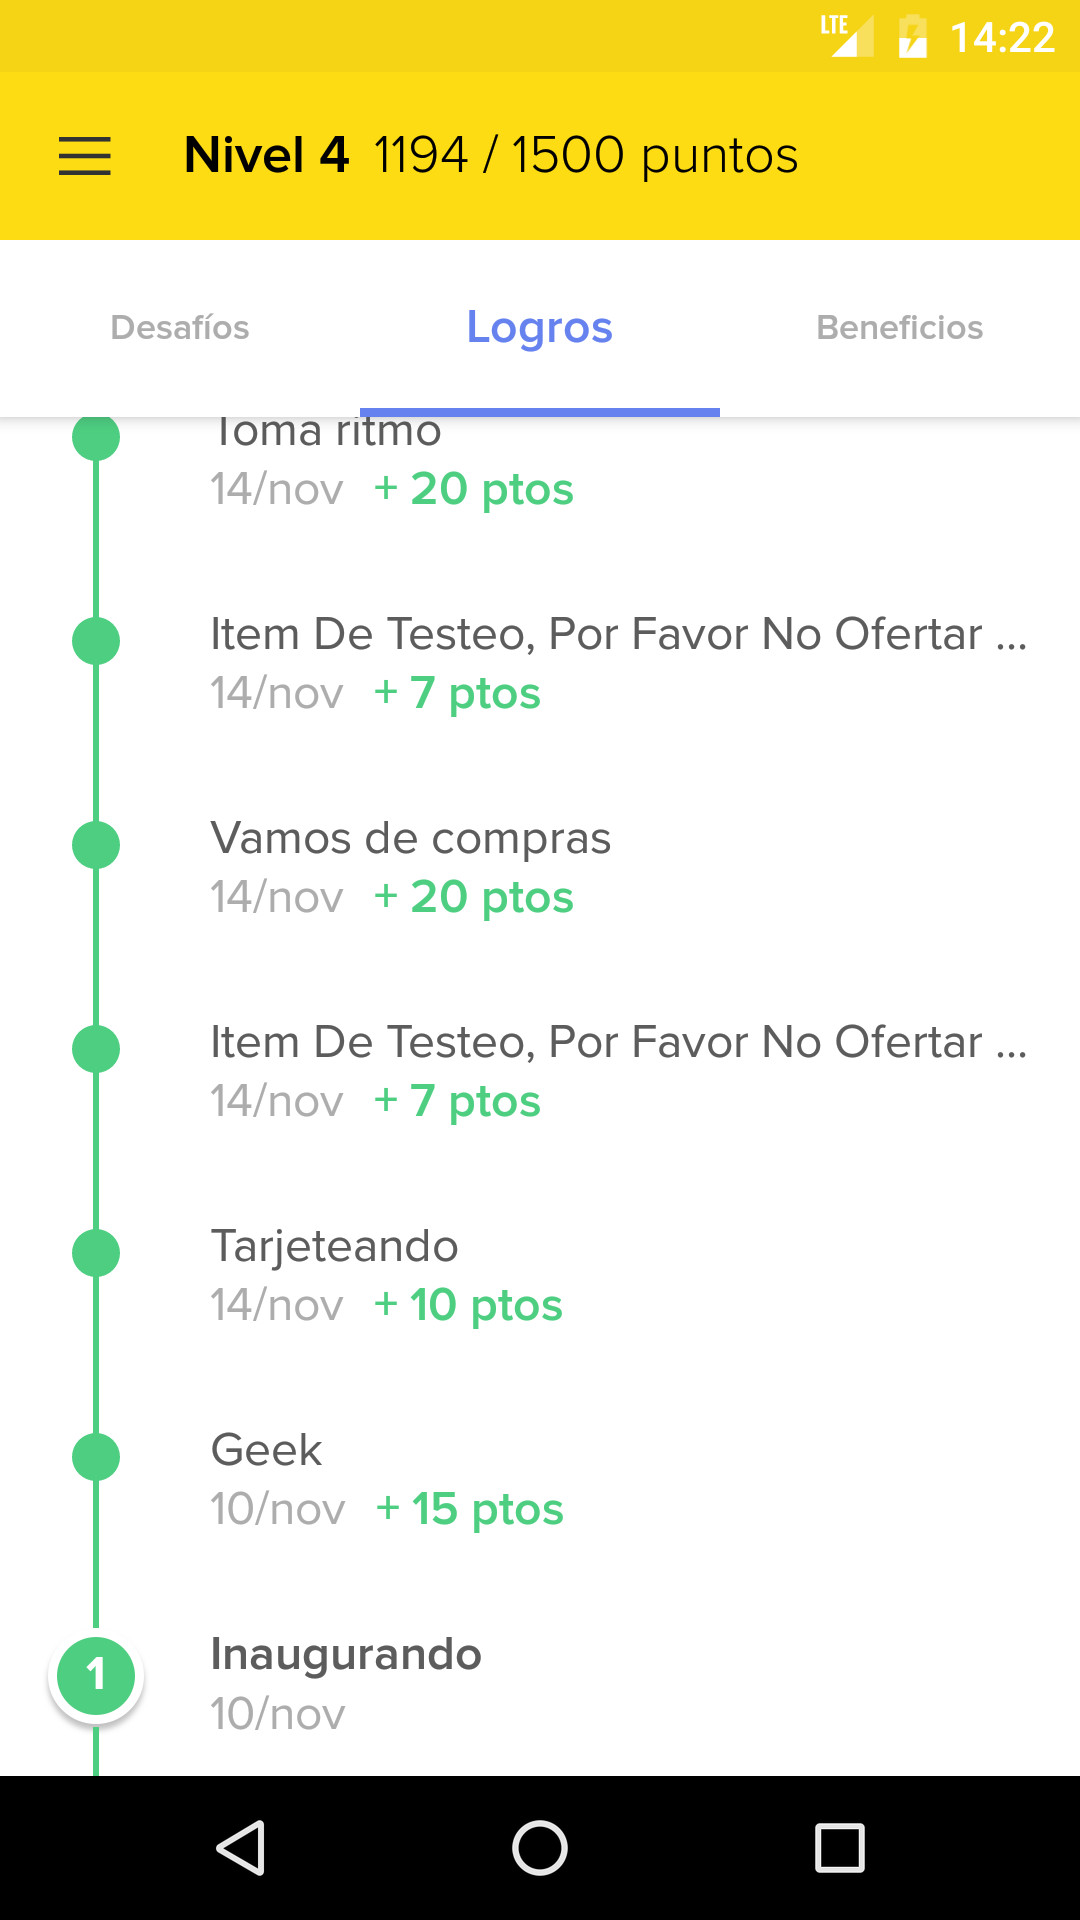 LTE 14:22
Nivel 4 1194 / 1500 puntos
Desafíos Logros Beneficios
Toma ritmo
14/nov + 20 ptos
Item De Testeo, Por Favor No Ofertar ...
14/nov + 7 ptos
Vamos de compras
14/nov + 20 ptos
Item De Testeo, Por Favor No Ofertar ...
14/nov + 7 ptos
Tarjeteando
14/nov + 10 ptos
Geek
10/nov + 15 ptos
1 Inaugurando
10/nov